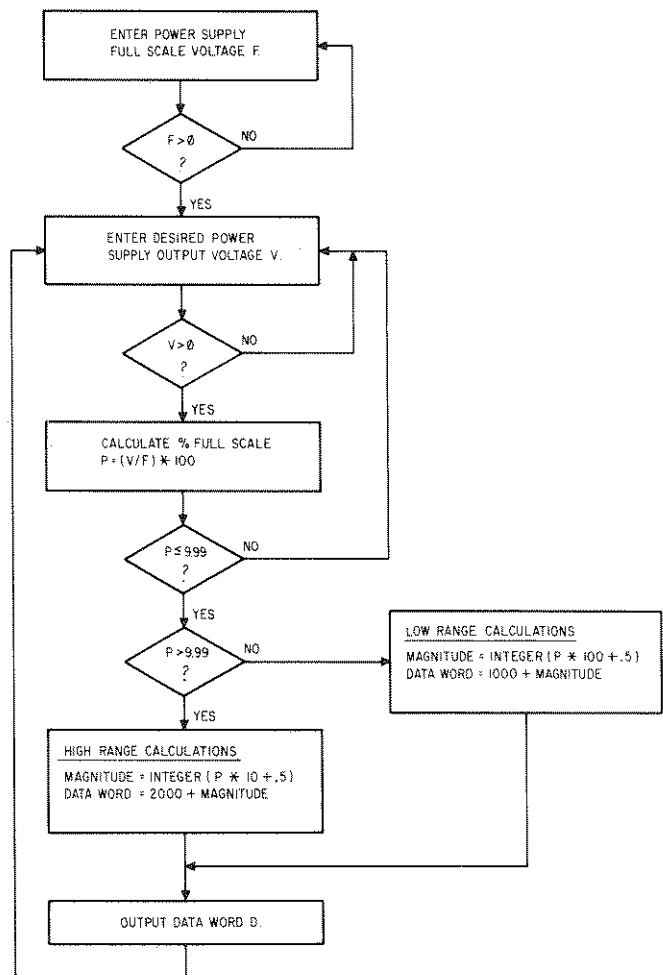 ENTER POWER SUPPLY
FULL SCALE VOLTAGE F.
F>0
?
NO
YES
ENTER DESIRED POWER
SUPPLY OUTPUT VOLTAGE V.
V>0
?
NO
YES
CALCULATE % FULL SCALE
P=(V/F)*100
P≤9.99
?
NO
YES
P>9.99
?
NO
YES
LOW RANGE CALCULATIONS
MAGNITUDE = INTEGER (P * 100 +.5)
DATA WORD = 1000 + MAGNITUDE
HIGH RANGE CALCULATIONS
MAGNITUDE = INTEGER (P * 10 +.5)
DATA WORD = 2000 + MAGNITUDE
OUTPUT DATA WORD D.